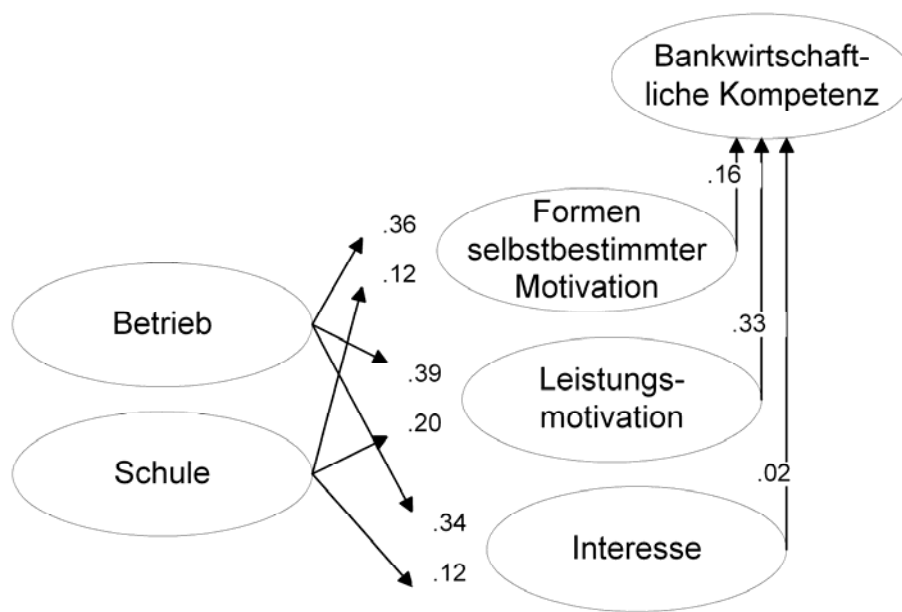 Bankwirtschaft-
liche Kompetenz
.16
Formen
selbstbestimmter
Motivation
.36
.12
Betrieb
.33
.39
Leistungs-
motivation
.20
Schule
.02
.34
Interesse
.12